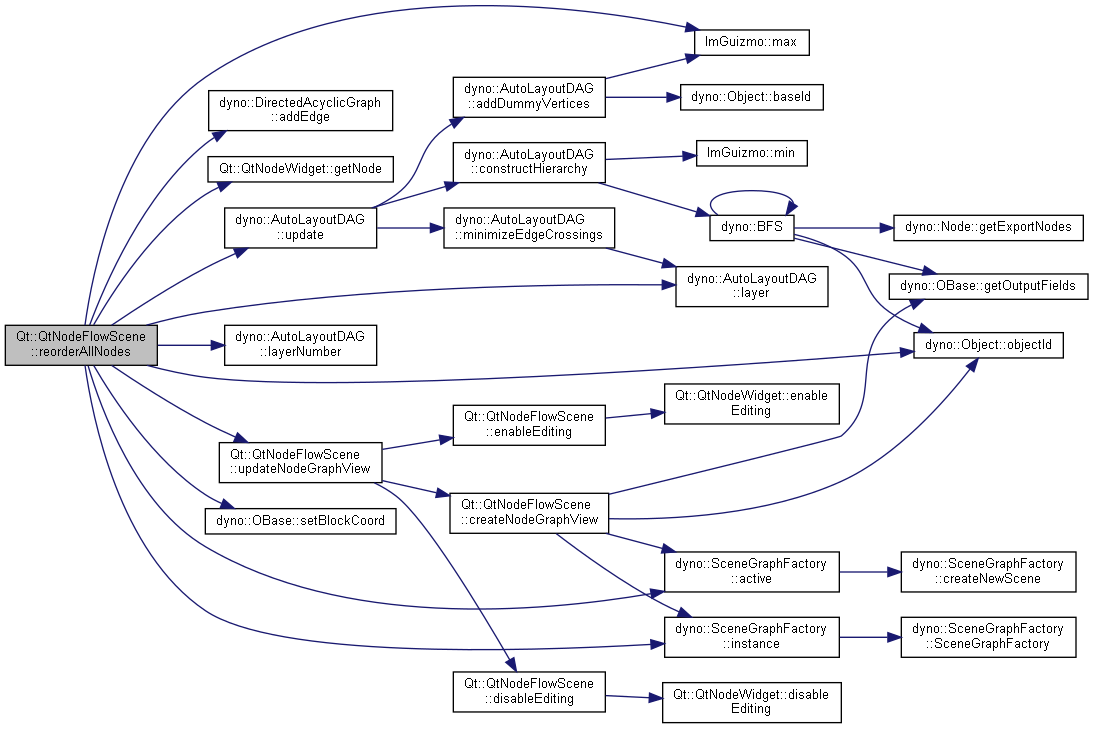 ImGuizmo::max
dyno::DirectedAcyclicGraph
::addEdge
dyno::AutoLayoutDAG
::addDummyVertices
dyno::Object::baseId
Qt::QtNodeWidget::getNode
dyno::AutoLayoutDAG
::constructHierarchy
ImGuizmo::min
dyno::AutoLayoutDAG
::update
dyno::AutoLayoutDAG
::minimizeEdgeCrossings
dyno::BFS
dyno::Node::getExportNodes
dyno::AutoLayoutDAG
::layer
dyno::OBase::getOutputFields
Qt::QtNodeFlowScene
::reorderAllNodes
dyno::AutoLayoutDAG
::layerNumber
dyno::Object::objectId
Qt::QtNodeFlowScene
::updateNodeGraphView
Qt::QtNodeFlowScene
::enableEditing
Qt::QtNodeWidget::enable
Editing
dyno::OBase::setBlockCoord
Qt::QtNodeFlowScene
::createNodeGraphView
dyno::SceneGraphFactory
::active
dyno::SceneGraphFactory
::createNewScene
dyno::SceneGraphFactory
::instance
dyno::SceneGraphFactory
::SceneGraphFactory
Qt::QtNodeFlowScene
::disableEditing
Qt::QtNodeWidget::disable
Editing